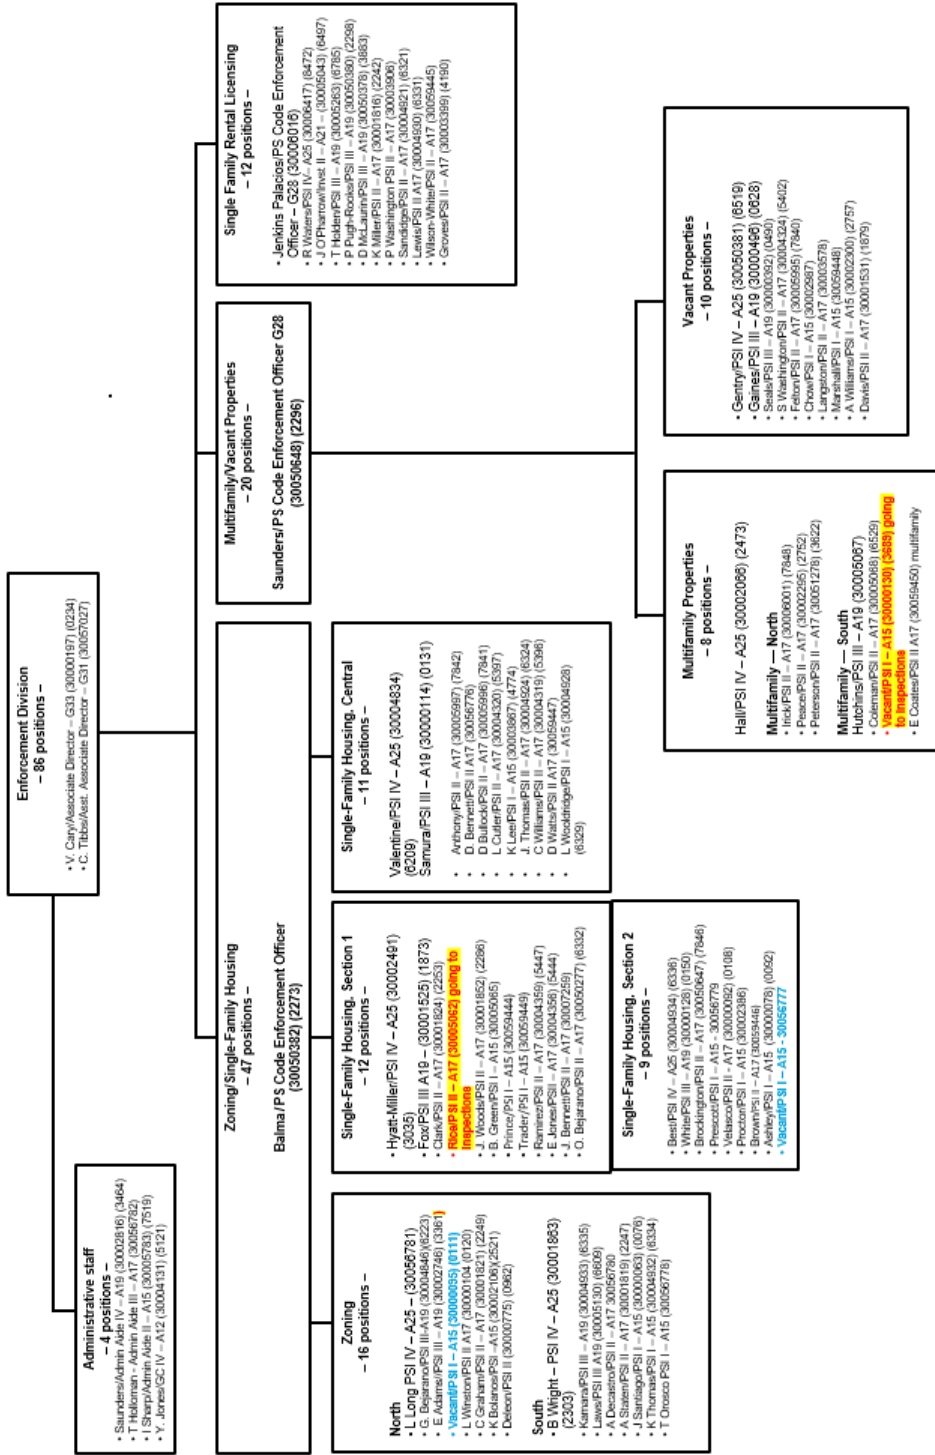 Enforcement Division
– 86 positions –
• V. Cary/Associate Director – G33 (30000197) (0234)
• C. Tibbs/Asst. Associate Director – G31 (30057027)
Administrative staff
– 4 positions –
• Saunders/Admin Aide IV – A19 (30002816) (3464)
• T Holloman - Admin Aide III – A17 (30056782)
• I Sharp/Admin Aide II – A15 (30005783) (7519)
• Y. Jones/GC IV – A12 (30004131) (5121)
Zoning/Single-Family Housing
– 47 positions –
Balma/PS Code Enforcement Officer
(30050382) (2273)
Multifamily/Vacant Properties
– 20 positions –
Saunders/PS Code Enforcement Officer G28
(30050648) (2296)
Single Family Rental Licensing
– 12 positions –
• Jenkins Palacios/PS Code Enforcement
Officer – G28 (30006016)
• R Waters/PSI IV– A25 (30006417) (8472)
• J O'Pharrow/Invst II – A21 – (30005043) (6497)
• T Holden/PSI III – A19 (30005263) (6785)
• P Pugh-Rooks/PSI III – A19 (30050380) (2298)
• D McLaurin/PSI III – A19 (30050378) (3883)
• K Miller/PSI II – A17 (30001816) (2242)
• P Washington PSI II – A17 (30003906)
• Sandidge/PSI II – A17 (30004921) (6321)
• Lewis/PSI II A17 (30004930) (6331)
• Wilson-White/PSI II – A17 (30059445)
• Groves/PSI II – A17 (30003399) (4190)
Zoning
– 16 positions –
North
• L Long PSI IV – A25 – (30056781)
• G. Bejarano/PSI III-A19 (30004846)(6223)
• E Adams//PSI III – A19 (30002746) (3361)
• Vacant/PSI I – A15 (30000095) (0111)
• L Winston/PSI II A17 (30000104 (0120)
• C Graham/PSI II – A17 (30001821) (2249)
• K Bolanos/PSI –A15 (30002106)(2521)
• Deleon/PSI II (30000775) (0962)
South
• B Wright – PSI IV – A25 (30001863)
(2303)
• Kamara/PSI III – A19 (30004933) (6335)
• Laws/PSI III A19 (30005130) (6609)
• A Decastro/PSI II – A17 30056780
• A Staten/PSI II – A17 (30001819) (2247)
• J Santiago/PSI I – A15 (30000063) (0076)
• K Thomas/PSI I – A15 (30004932) (6334)
• T Orosco PSI I – A15 (30056778)
Single-Family Housing, Section 1
– 12 positions –
• Hyatt-Miller/PSI IV – A25 (30002491)
(3035)
• Fox/PSI III A19 – (30001525) (1873)
• Clark/PSI II – A17 (30001824) (2253)
• Rice/PSI II – A17 (30005062) going to
Inspections
• J. Woods/PSI III – A17 (30001852) (2286)
• B. Green/PSI I – A15 (30005065)
• Prince/PSI I – A15 (30059444)
• Trader/PSI I – A15 (30059449)
• Ramirez/PSI II – A17 (30004359) (5447)
• E Jones/PSI II – A17 (30004356) (5444)
• J. Bennett/PSI II – A17 (30007259)
• O. Bejarano/PSI II – A17 (30050277) (6332)
Single-Family Housing, Central
– 11 positions –
Valentine/PSI IV – A25 (30004834)
(6209)
Samura/PSI III – A19 (30000114) (0131)
• Anthony/PSI II – A17 (30005997) (7842)
• D. Bennett/PSI II A17 (30056776)
• D Bullock/PSI II – A17 (30005996) (7841)
• L Cutler/PSI II – A17 (30004320) (5397)
• K Lee/PSI I – A15 (30003867) (4774)
• J. Thomas/PSI II – A17 (30004924) (6324)
• C Williams/PSI II – A17 (30004319) (5396)
• D Watts/PSI II A17 (30059447)
• L Wooldridge/PSI I – A15 (30004928)
(6329)
Single-Family Housing, Section 2
– 9 positions –
• Best/PSI IV – A25 (30004934) (6336)
• White/PSI III – A19 (30000128) (0150)
• Brockington/PSI II – A17 (30050647) (7846)
• Prescott/PSI I – A15 - 30056779
• Velasco/PSI II - A17 (30000092) (0108)
• Proctor/PSI I – A15 (30002386)
• Brown/PSI II – A17 (30059446)
• Ashley/PSI I – A15 (30000078) (0092)
• Vacant/PSI I – A15 - 30056777
Multifamily Properties
– 8 positions –
Hall/PSI IV – A25 (30002066) (2473)
Multifamily — North
• Irick/PSI II – A17 (30006001) (7848)
• Peace/PSI II – A17 (30002295) (2752)
• Peterson/PSI II – A17 (30051278) (3622)
Multifamily — South
Hutchins/PSI III – A19 (30005067)
• Coleman/PSI II – A17 (30005068) (6529)
• Vacant/PSI I – A15 (30000130) (3689) going
to Inspections
• E Coates/PSI II A17 (30059450) multifamily
Vacant Properties
– 10 positions –
• Gentry/PSI IV – A25 (30050381) (6519)
• Gaines/PSI III – A19 (30000496) (0628)
• Seals/PSI III – A19 (30000392) (0490)
• S Washington/PSI II – A17 (30004324) (5402)
• Felton/PSI II – A17 (30005995) (7840)
• Chow/PSI I – A15 (30002987)
• Langston/PSI II – A17 (30003578)
• Marshall/PSI I – A15 (30059448)
• A Williams/PSI I – A15 (30002300) (2757)
• Davis/PSI II – A17 (30001531) (1879)